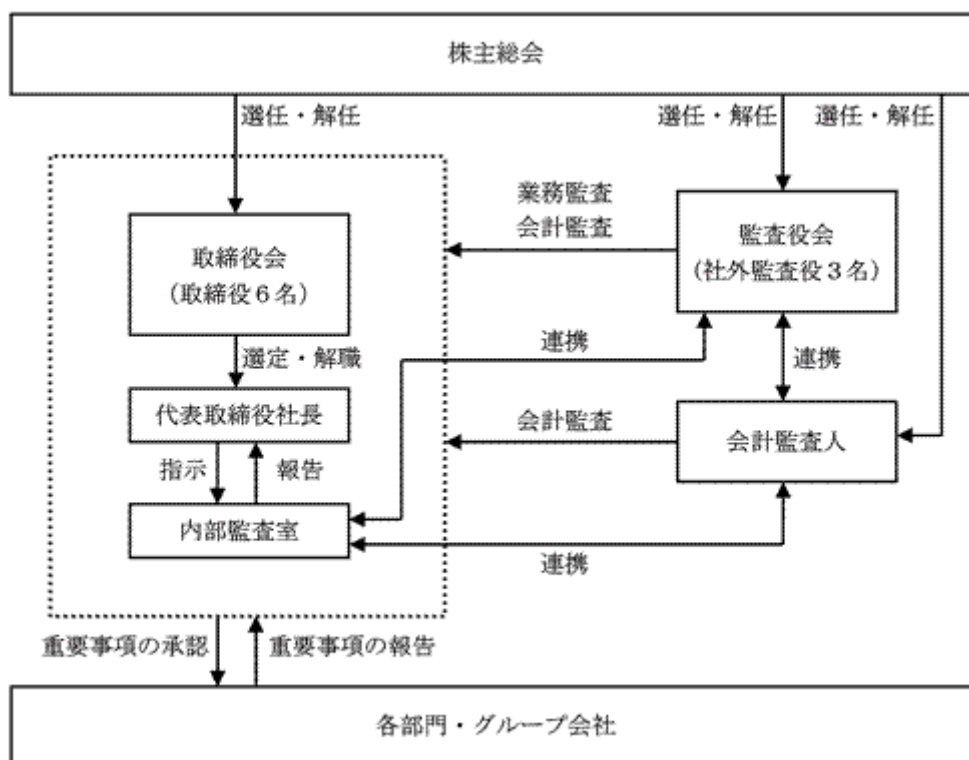 株主総会
選任・解任
選任・解任
選任・解任
業務監査
会計監査
監査役会
（社外監査役３名）
取締役会
（取締役６名）
連携
連携
選定・解職
代表取締役社長
会計監査
会計監査人
指示
報告
内部監査室
連携
重要事項の承認
重要事項の報告
各部門・グループ会社